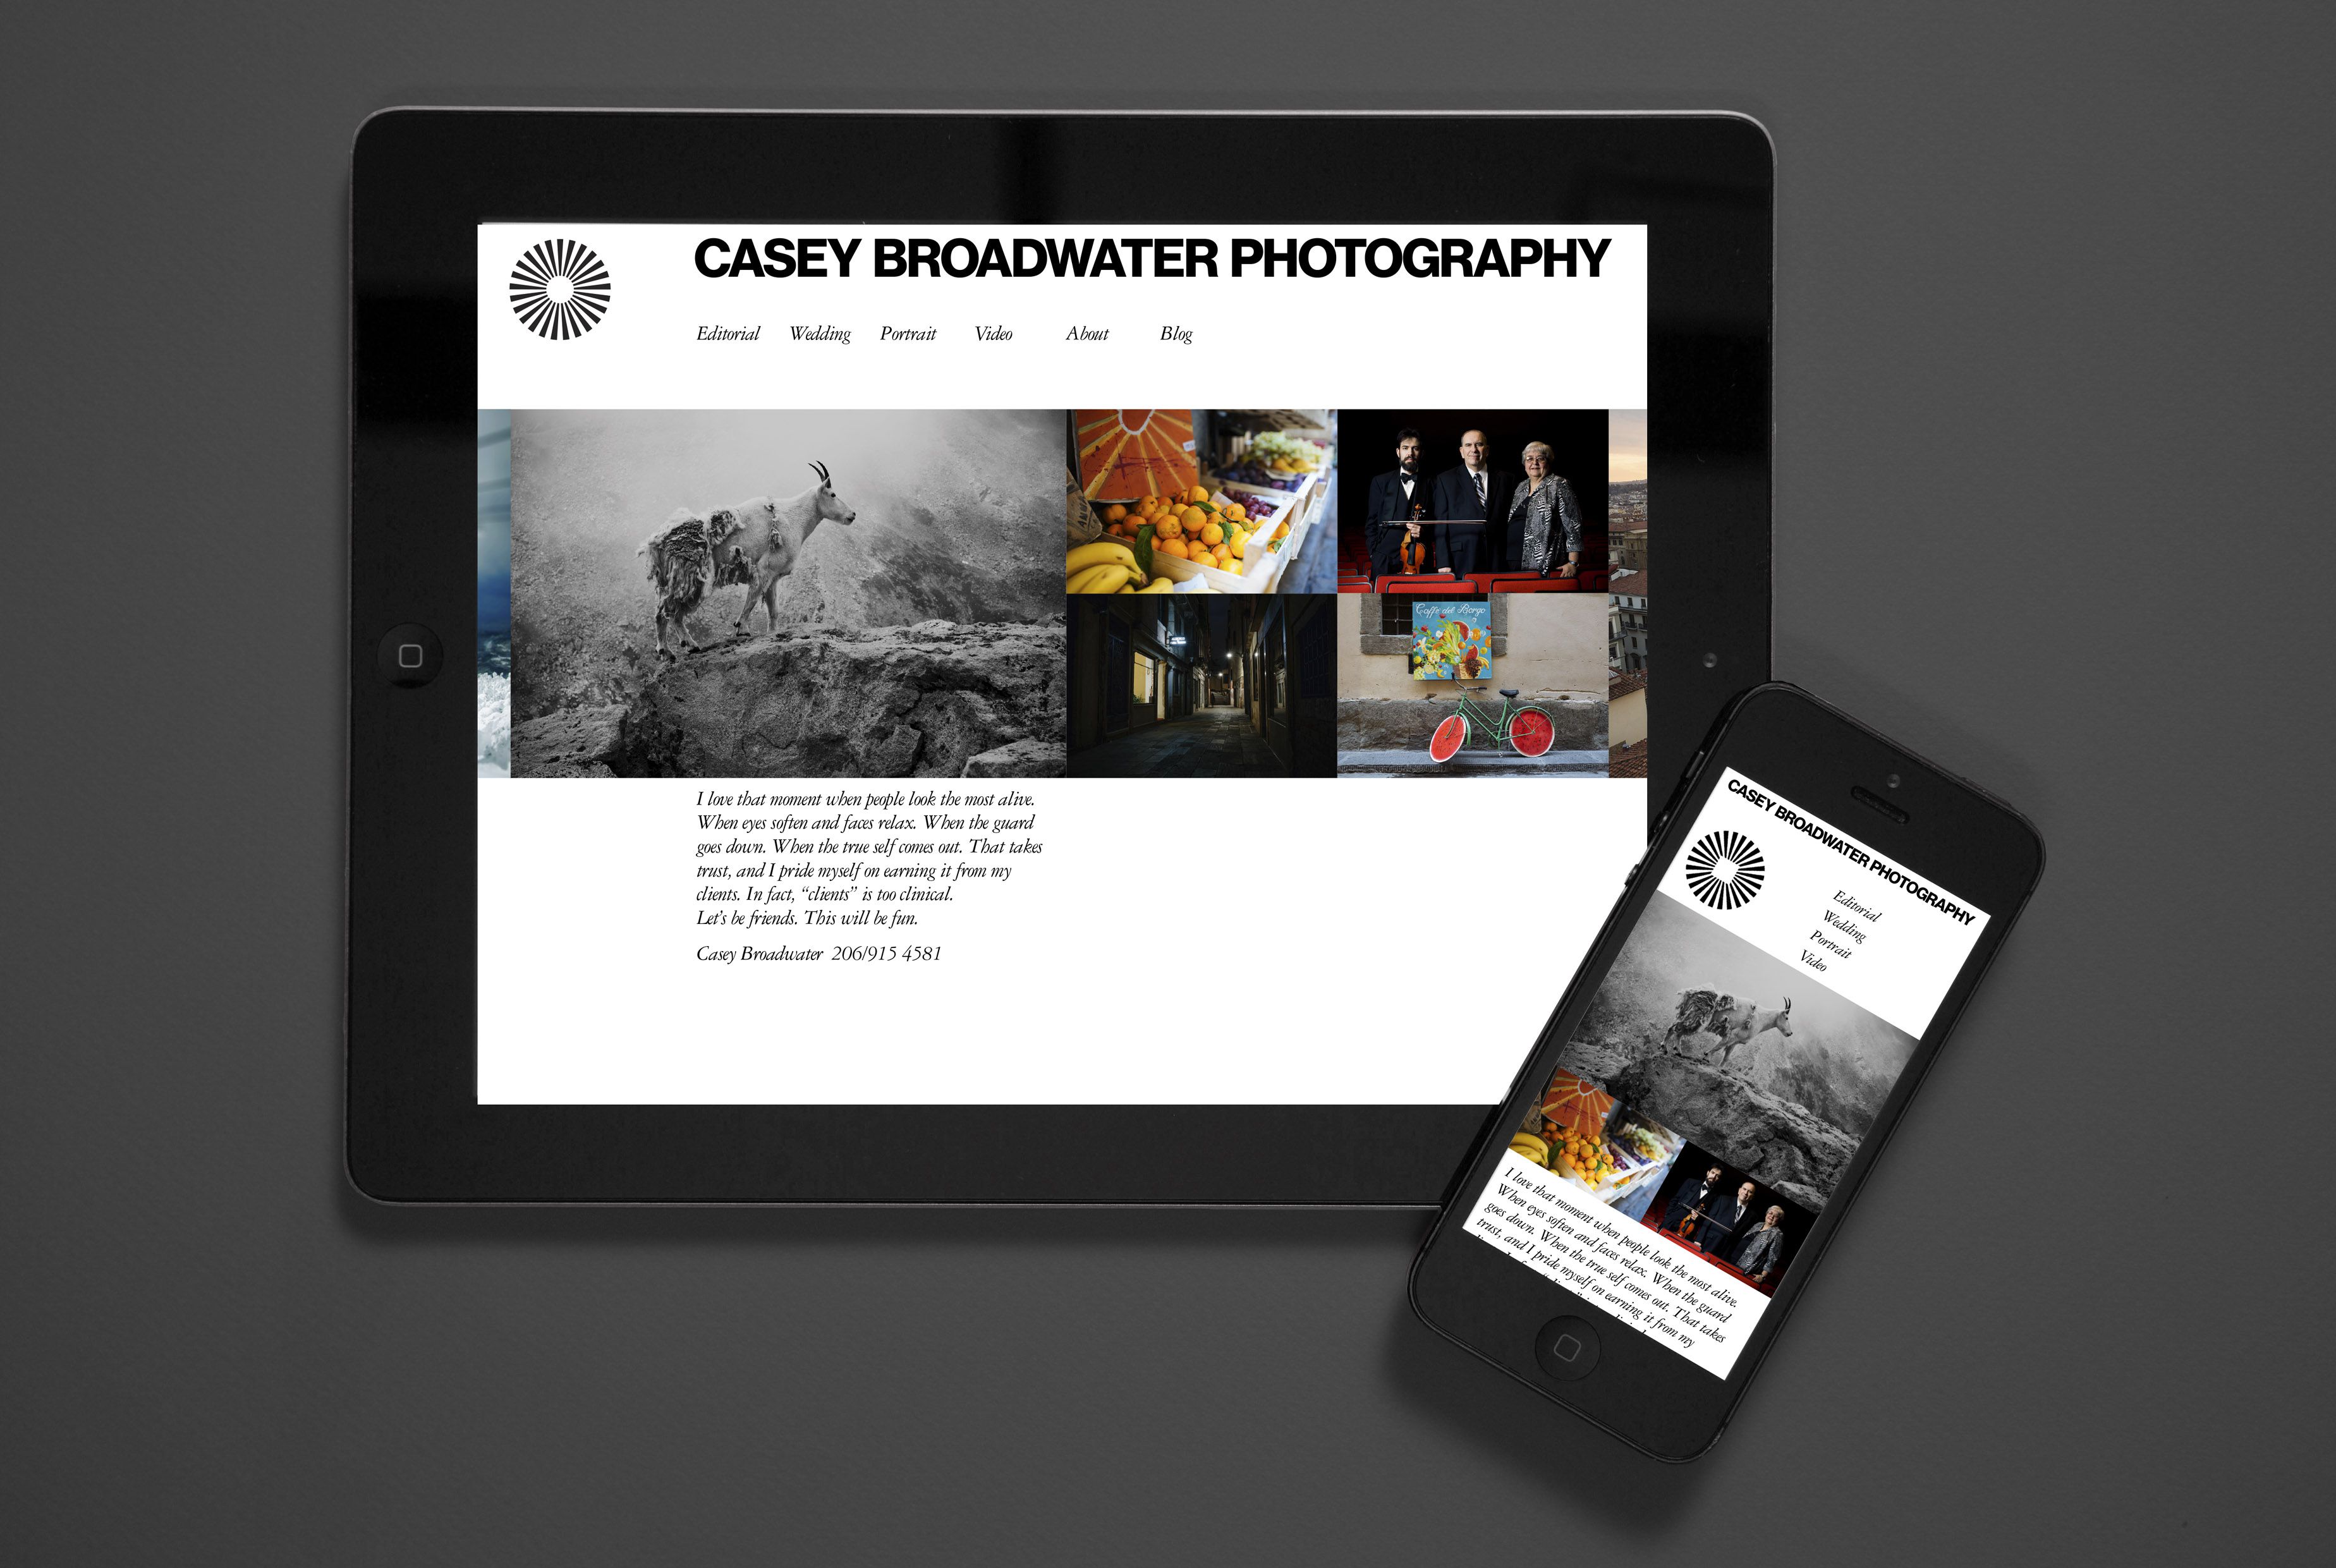 CASEY BROADWATER PHOTOGRAPHY
Editorial Wedding Portrait Video About Blog
Caffe del Borgo
I love that moment when people look the most alive.
When eyes soften and faces relax. When the guard
goes down. When the true self comes out. That takes
trust, and I pride myself on earning it from my
clients. In fact, “clients” is too clinical.
Let’s be friends. This will be fun.
Casey Broadwater 206/915 4581
CASEY BROADWATER PHOTOGRAPHY
Editorial
Wedding
Portrait
Video
I love that moment when people look the most alive.
When eyes soften and faces relax. When the guard
goes down. When the true self comes out. That takes
trust, and I pride myself on earning it from my